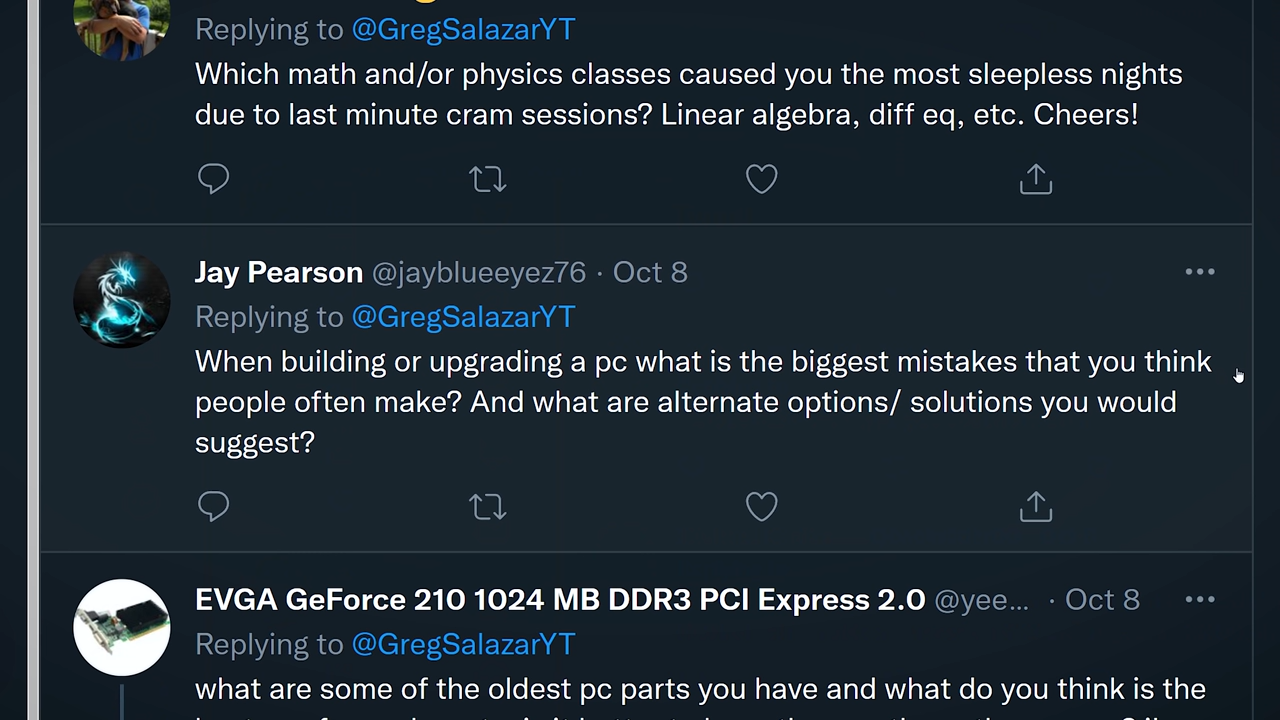 Replying to @GregSalazarYT
Which math and/or physics classes caused you the most sleepless nights
due to last minute cram sessions? Linear algebra, diff eq, etc. Cheers!
Jay Pearson @jayblueeyez76 · Oct 8
Replying to @GregSalazarYT
When building or upgrading a pc what is the biggest mistakes that you think
people often make? And what are alternate options/ solutions you would
suggest?
EVGA GeForce 210 1024 MB DDR3 PCI Express 2.0 @yee... · Oct 8
Replying to @GregSalazarYT
what are some of the oldest pc parts you have and what do you think is the